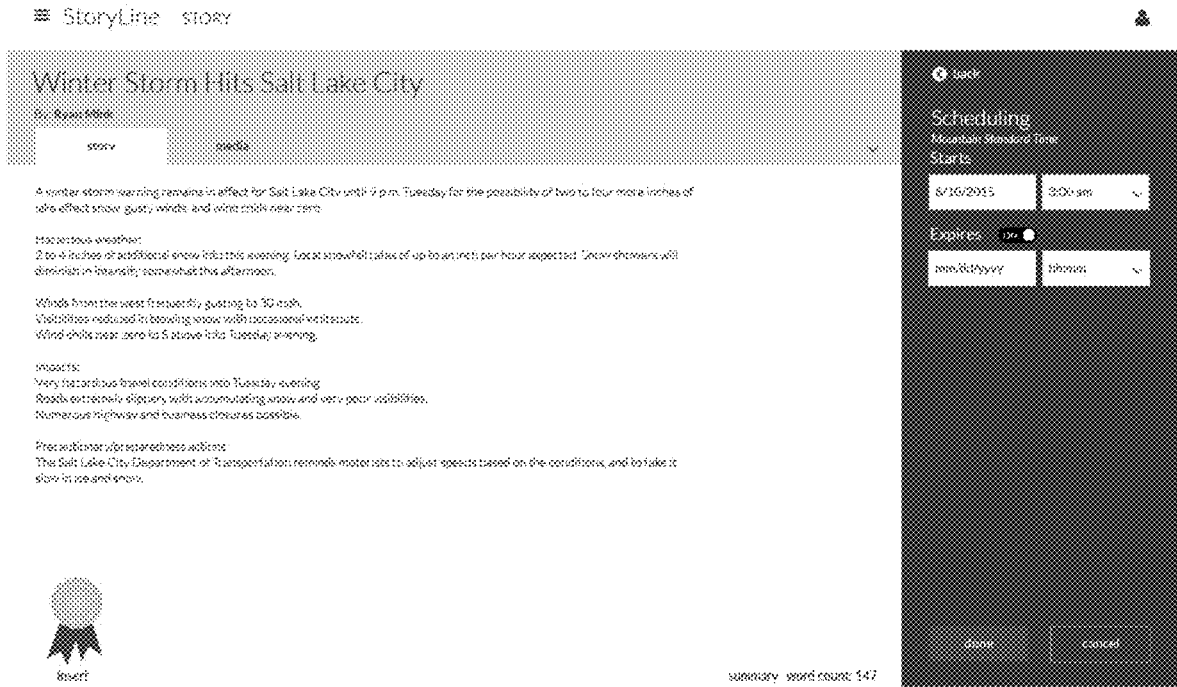 StoryLine STORY
Winter Storm Hits Salt Lake City
By: Ryan Mink
story media
A winter storm warning remains in effect for Salt Lake City until 9 p.m. Tuesday for the possibility of two to four more inches of
lake effect snow, gusty winds, and wind chills near zero.
Hazardous weather:
2 to 4 inches of additional snow into this evening. Local snowfall rates of up to an inch per hour expected. Snow showers will
diminish in intensity somewhat this afternoon.
Winds from the west frequently gusting to 30 mph.
Visibilities reduced in blowing snow with occasional whiteouts.
Wind chills near zero to 5 above into Tuesday evening.
Impacts:
Very hazardous travel conditions into Tuesday evening
Roads extremely slippery with accumulating snow and very poor visibilities.
Numerous highway and business closures possible.
Precautionary/preparedness actions:
The Salt Lake City Department of Transportation reminds motorists to adjust speeds based on the conditions, and to take it
slow in ice and snow.
Insert
summary word count: 147
back
Scheduling
Mountain Standard Time
Starts
6/10/2015 3:00 am
Expires ON
mm/dd/yyyy hh:mm
done cancel